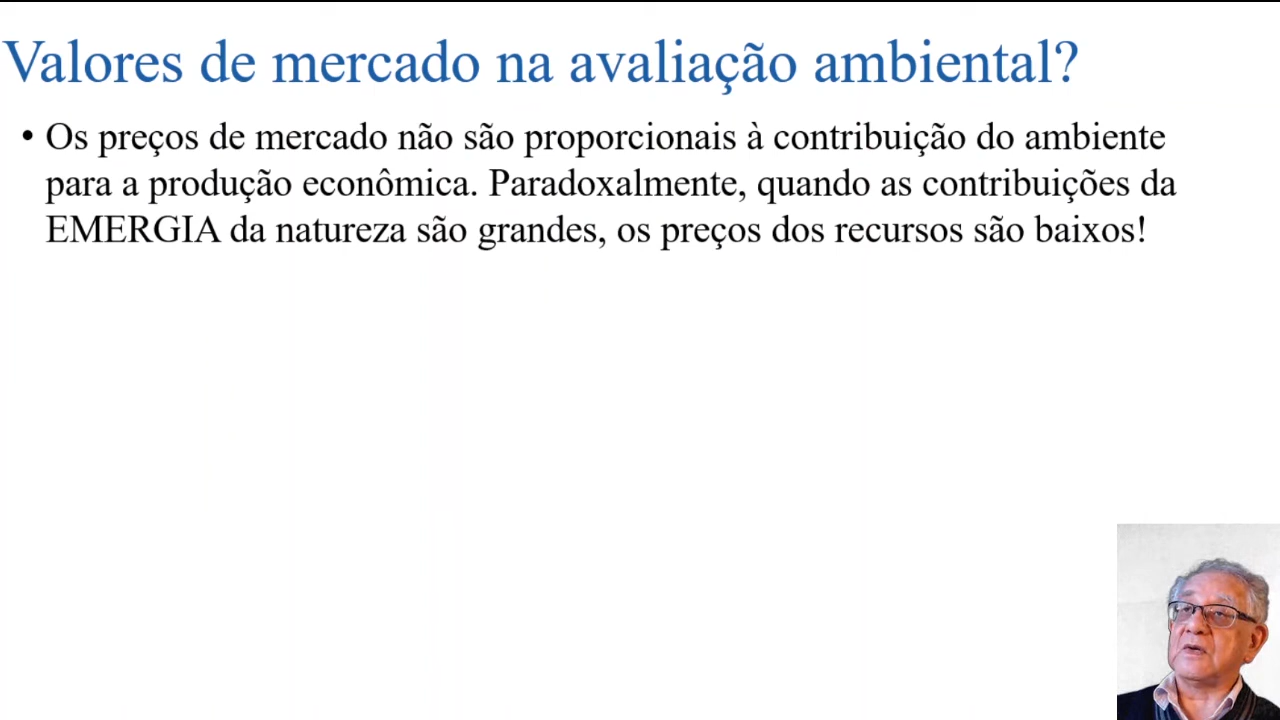 Valores de mercado na avaliação ambiental?
• Os preços de mercado não são proporcionais à contribuição do ambiente
para a produção econômica. Paradoxalmente, quando as contribuições da
EMERGIA da natureza são grandes, os preços dos recursos são baixos!